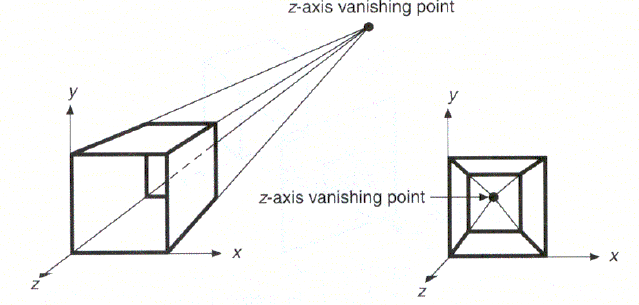 z-axis vanishing point
y
y
z-axis vanishing point
x
x
z
z